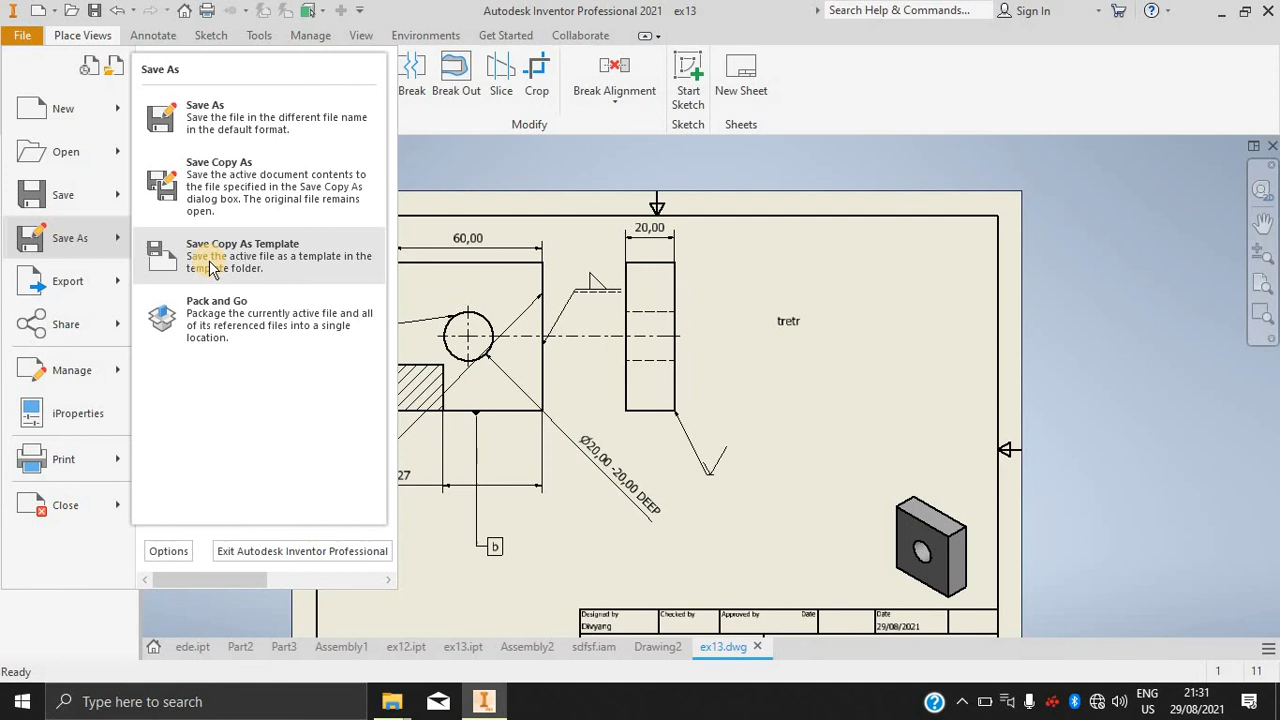 Autodesk Inventor Professional 2021 ex13
Search Help & Commands...
Sign In
File
Place Views
Annotate
Sketch
Tools
Manage
View
Environments
Get Started
Collaborate
Save As
New
Open
Save
Save As
Export
Share
Manage
iProperties
Print
Close
Save As
Save the file in the different file name
in the default format.
Save Copy As
Save the active document contents to
the file specified in the Save Copy As
dialog box. The original file remains
open.
Save Copy As Template
Save the active file as a template in the
template folder.
Pack and Go
Package the currently active file and all
of its referenced files into a single
location.
Options
Exit Autodesk Inventor Professional
Break
Break Out
Slice
Crop
Break Alignment
Start
Sketch
New Sheet
Modify
Sketch
Sheets
60,00
20,00
tretr
27
Ø20,00 -20,00 DEEP
b
Designed by
Divyang
Checked by
Approved by
Date
Date
29/08/2021
ede.ipt
Part2
Part3
Assembly1
ex12.ipt
ex13.ipt
Assembly2
sdfsf.iam
Drawing2
ex13.dwg
Ready
1
11
Type here to search
ENG
US
21:31
29/08/2021